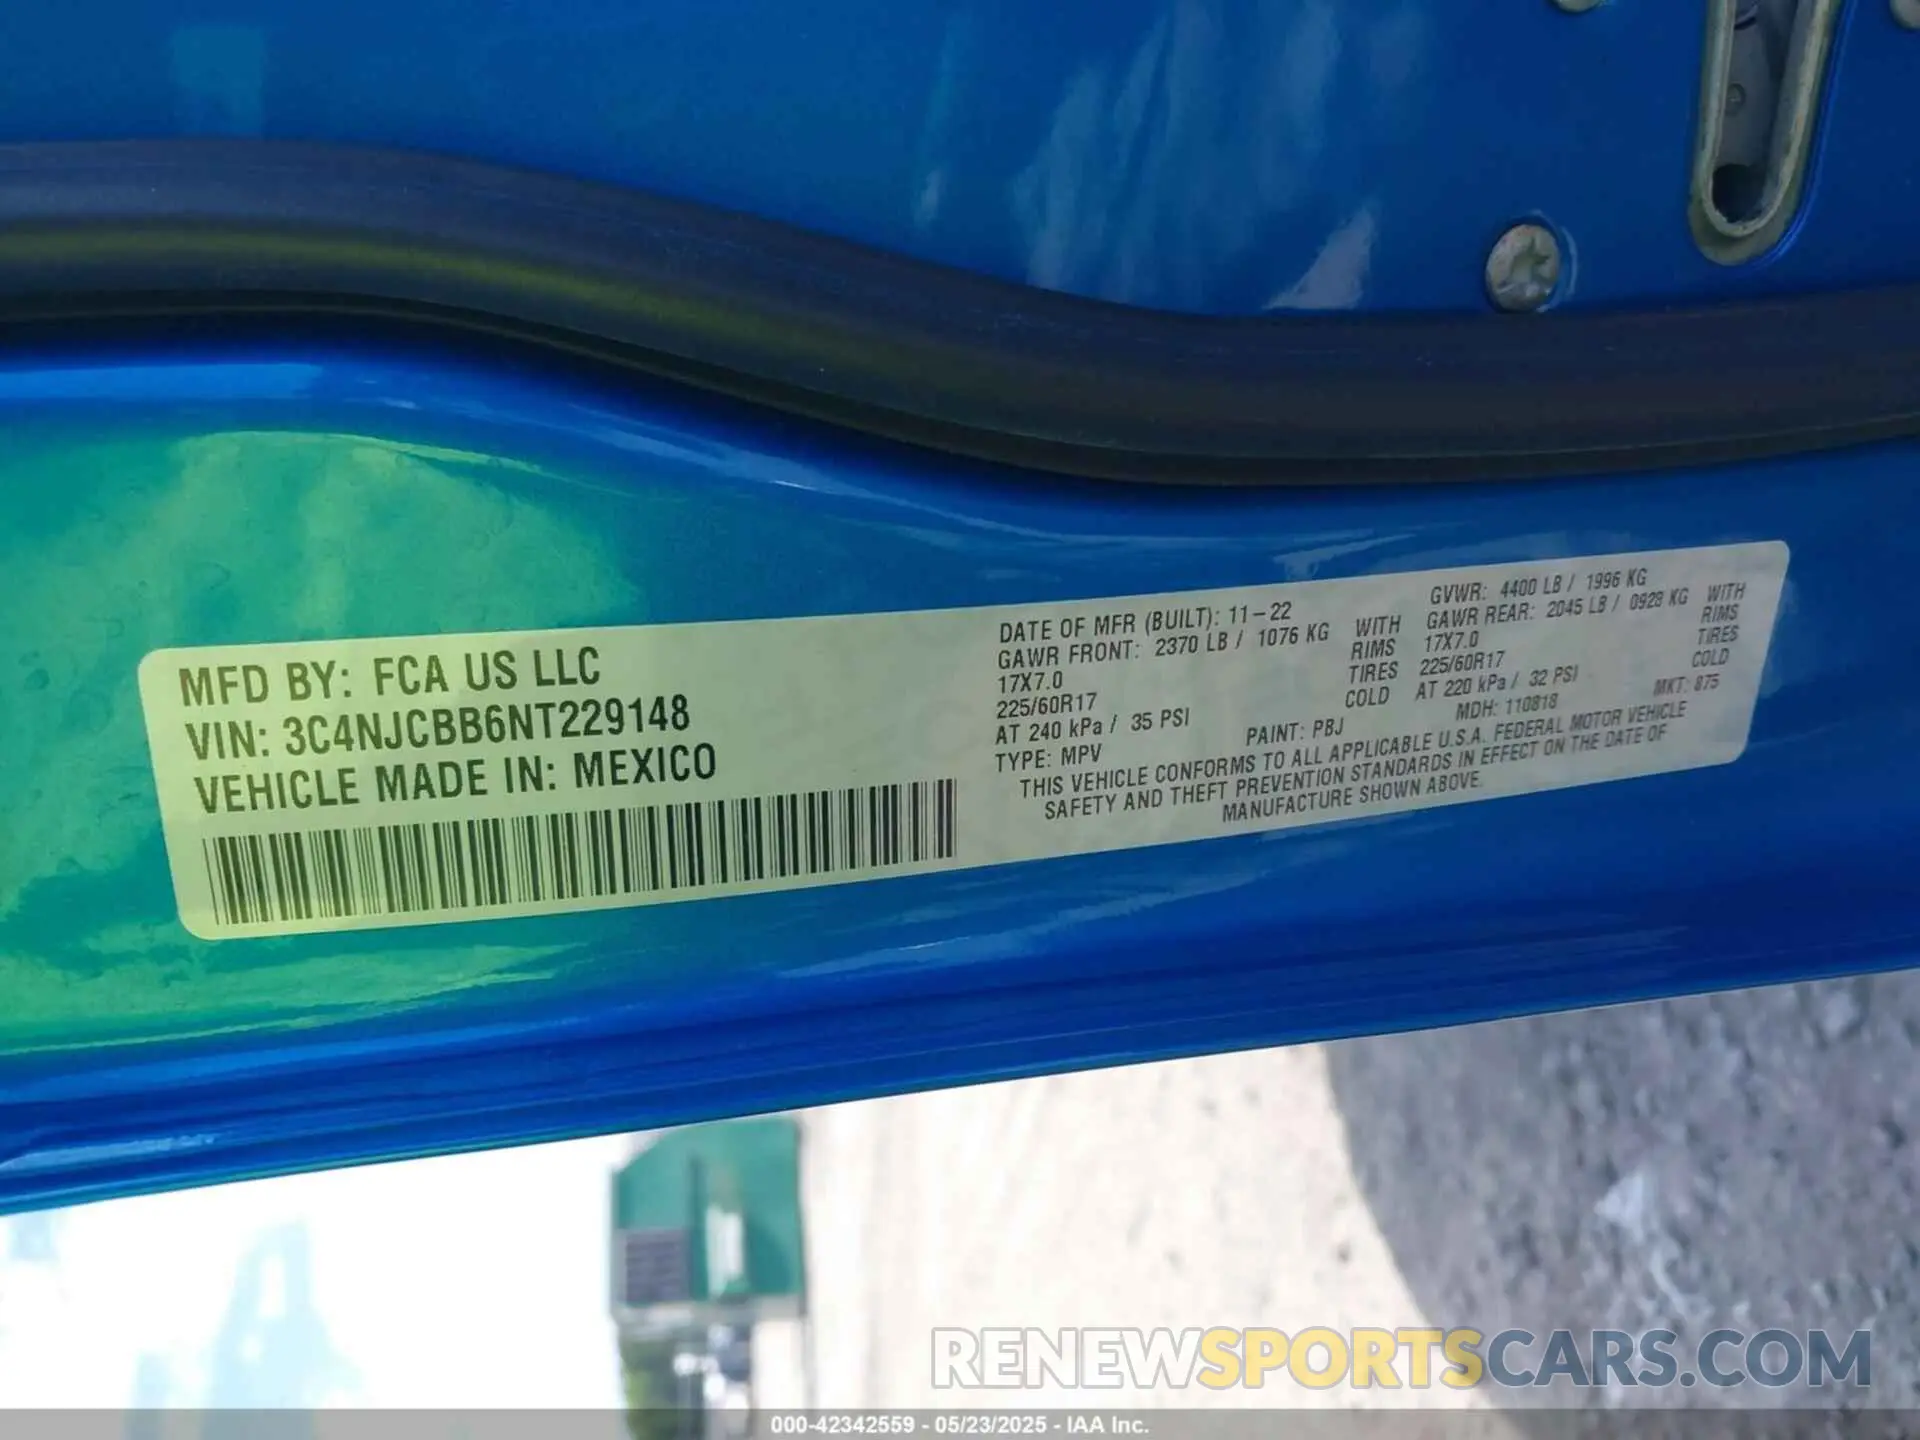 MFD BY: FCA US LLC
VIN: 3C4NJCBB6NT229148
VEHICLE MADE IN: MEXICO
DATE OF MFR (BUILT): 11-22 GVWR: 4400 LB / 1996 KG
GAWR FRONT: 2370 LB / 1076 KG WITH GAWR REAR: 2045 LB / 0928 KG WITH
17X7.0 RIMS 17X7.0 RIMS
225/60R17 TIRES 225/60R17 TIRES
AT 240 kPa / 35 PSI COLD AT 220 kPa / 32 PSI COLD
TYPE: MPV PAINT: PBJ MDH: 110818 MKT: 875
THIS VEHICLE CONFORMS TO ALL APPLICABLE U.S.A. FEDERAL MOTOR VEHICLE
SAFETY AND THEFT PREVENTION STANDARDS IN EFFECT ON THE DATE OF
MANUFACTURE SHOWN ABOVE.
RENEWSPORTSCARS.COM
000-42342559 - 05/23/2025 - IAA Inc.